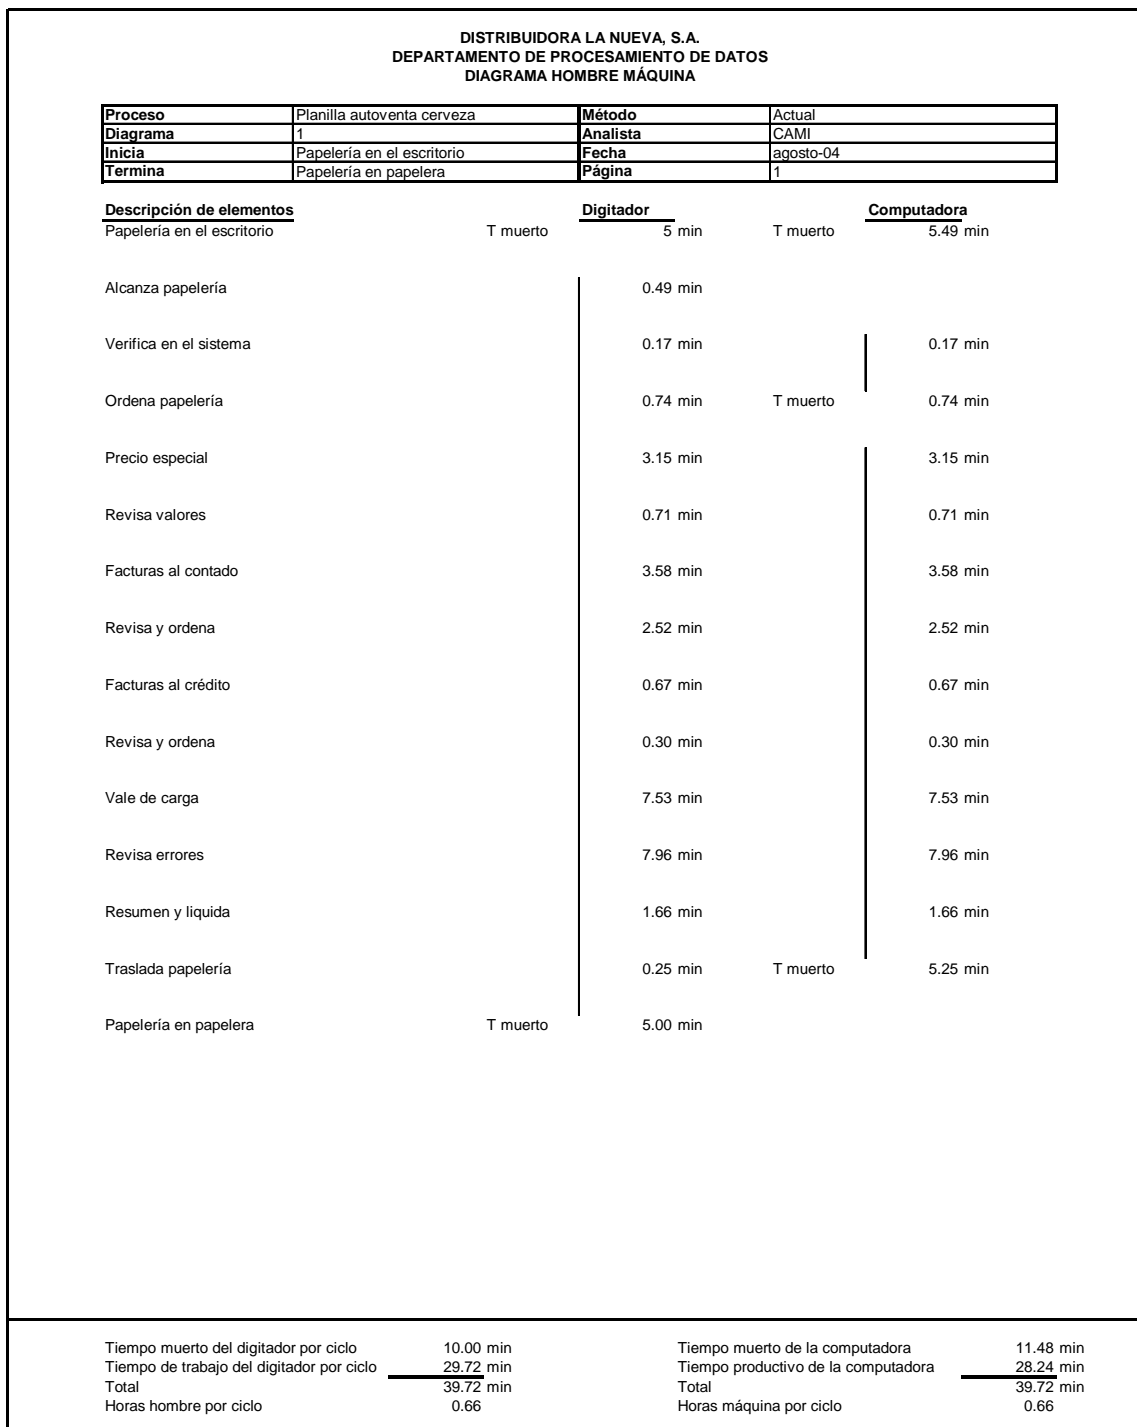 DISTRIBUIDORA LA NUEVA, S.A.
DEPARTAMENTO DE PROCESAMIENTO DE DATOS
DIAGRAMA HOMBRE MÁQUINA
Proceso Planilla autoventa cerveza Método Actual
Diagrama 1 Analista CAMI
Inicia Papelería en el escritorio Fecha agosto-04
Termina Papelería en papelera Página 1
Descripción de elementos Digitador Computadora
Papelería en el escritorio T muerto 5 min T muerto 5.49 min
Alcanza papelería 0.49 min
Verifica en el sistema 0.17 min 0.17 min
Ordena papelería 0.74 min T muerto 0.74 min
Precio especial 3.15 min 3.15 min
Revisa valores 0.71 min 0.71 min
Facturas al contado 3.58 min 3.58 min
Revisa y ordena 2.52 min 2.52 min
Facturas al crédito 0.67 min 0.67 min
Revisa y ordena 0.30 min 0.30 min
Vale de carga 7.53 min 7.53 min
Revisa errores 7.96 min 7.96 min
Resumen y liquida 1.66 min 1.66 min
Traslada papelería 0.25 min T muerto 5.25 min
Papelería en papelera T muerto 5.00 min
Tiempo muerto del digitador por ciclo 10.00 min Tiempo muerto de la computadora 11.48 min
Tiempo de trabajo del digitador por ciclo 29.72 min Tiempo productivo de la computadora 28.24 min
Total 39.72 min Total 39.72 min
Horas hombre por ciclo 0.66 Horas máquina por ciclo 0.66